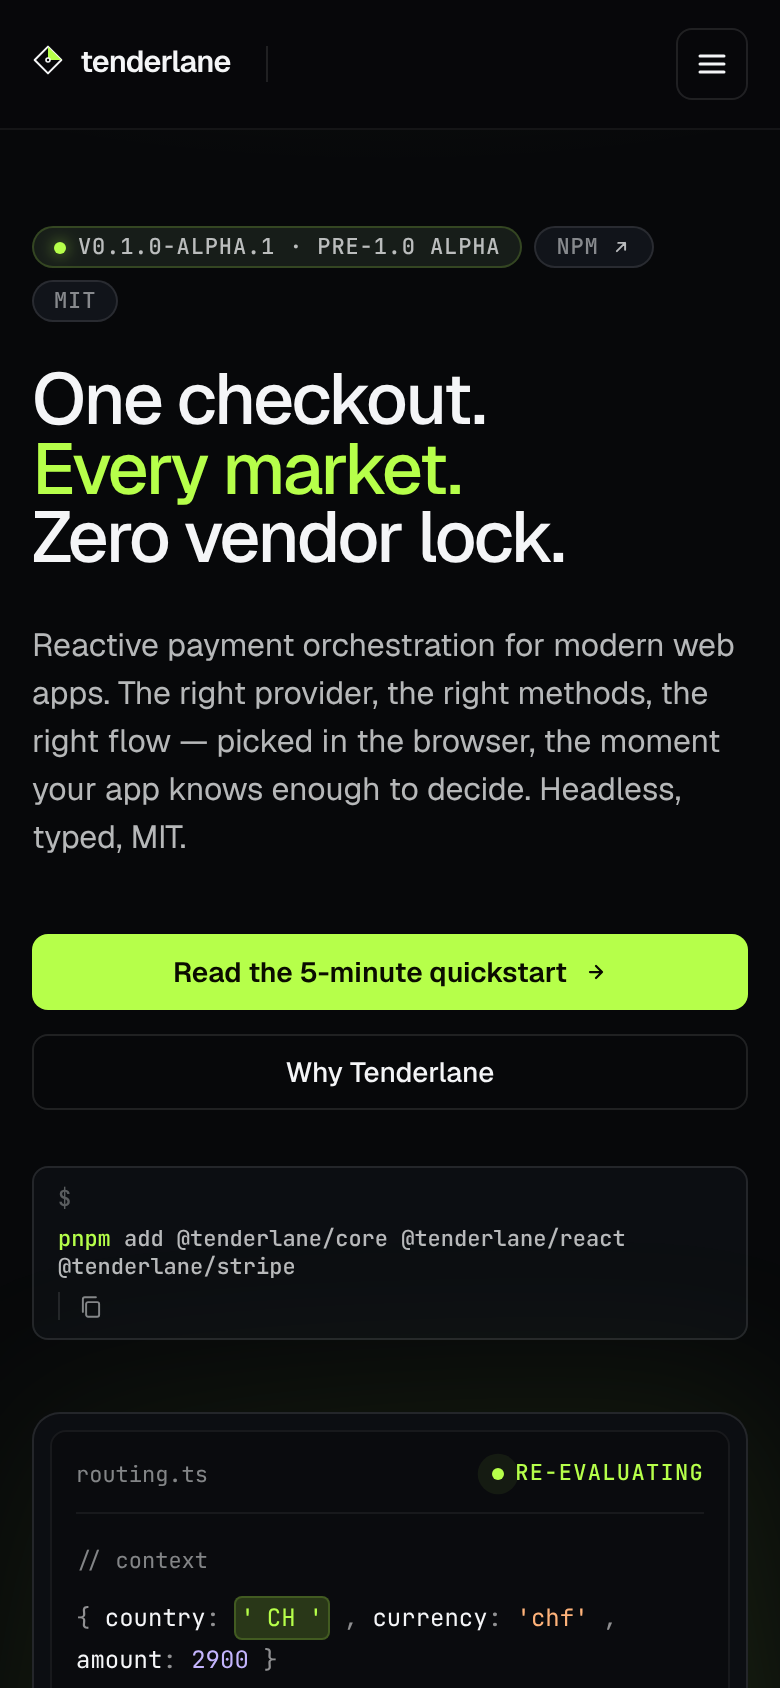 tenderlane
V0.1.0-ALPHA.1 · PRE-1.0 ALPHA
NPM ↗
MIT
One checkout.
Every market.
Zero vendor lock.
Reactive payment orchestration for modern web
apps. The right provider, the right methods, the
right flow — picked in the browser, the moment
your app knows enough to decide. Headless,
typed, MIT.
Read the 5-minute quickstart →
Why Tenderlane
$
pnpm add @tenderlane/core @tenderlane/react
@tenderlane/stripe
routing.ts
RE-EVALUATING
// context
{ country: ' CH ' , currency: 'chf' ,
amount: 2900 }